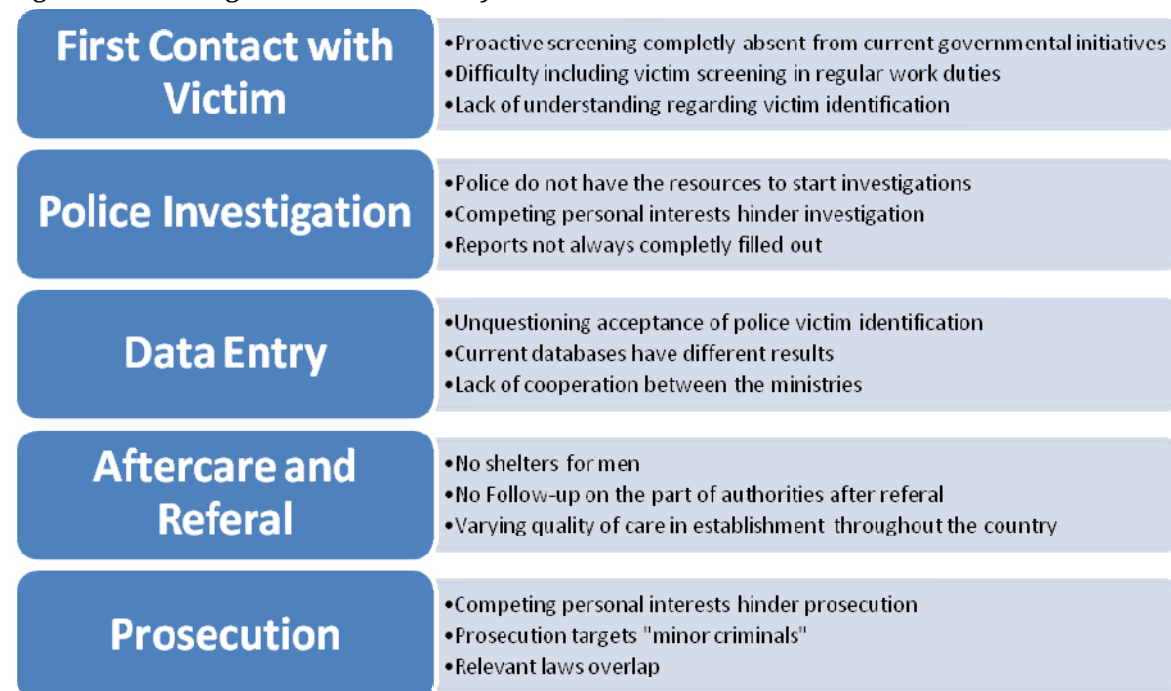 First Contact with
Victim
•Proactive screening completly absent from current governmental initiatives
•Difficulty including victim screening in regular work duties
•Lack of understanding regarding victim identification
Police Investigation
•Police do not have the resources to start investigations
•Competing personal interests hinder investigation
•Reports not always completly filled out
Data Entry
•Unquestioning acceptance of police victim identification
•Current databases have different results
•Lack of cooperation between the ministries
Aftercare and
Referal
•No shelters for men
•No Follow-up on the part of authorities after referal
•Varying quality of care in establishment throughout the country
Prosecution
•Competing personal interests hinder prosecution
•Prosecution targets "minor criminals"
•Relevant laws overlap